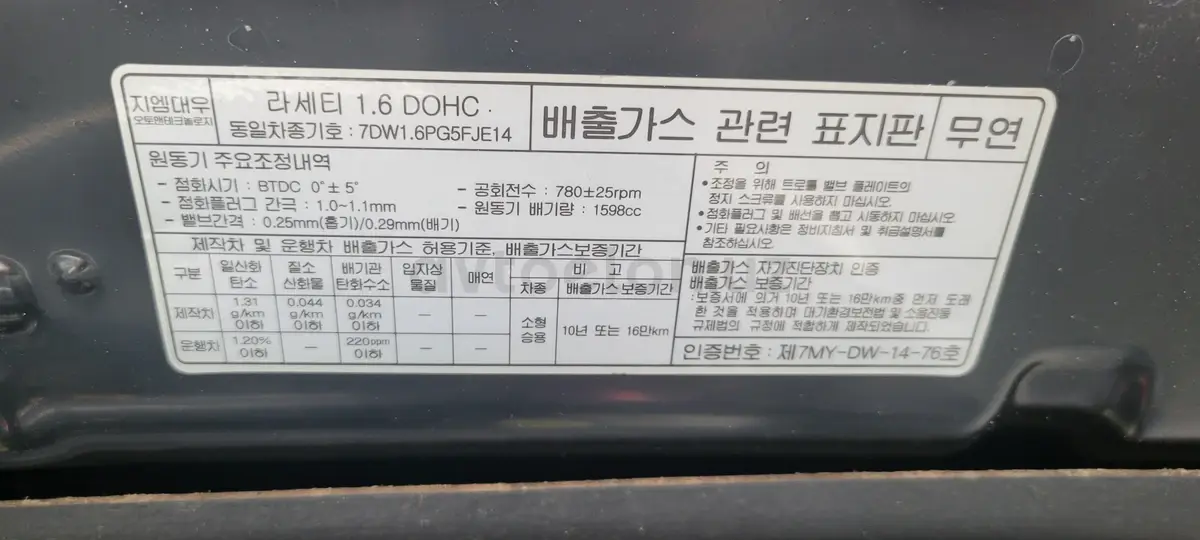 지엠대우
오토앤테크놀로지
라세티 1.6 DOHC
동일차종기호 : 7DW1.6PG5FJE14
배출가스 관련 표지판
무연
원동기 주요조정내역
- 점화시기 : BTDC 0°± 5°
- 점화플러그 간극 : 1.0~1.1mm
- 밸브간격 : 0.25mm(흡기)/0.29mm(배기)
- 공회전수 : 780±25rpm
- 원동기 배기량 : 1598cc
주 의
• 조정을 위해 트로틀 밸브 플레이트의
정지 스크류를 사용하지 마십시오.
• 점화플러그 및 배선을 뽑고 시동하지 마십시오.
• 기타 필요사항은 정비지침서 및 취급설명서를
참조하십시오.
제작차 및 운행차 배출가스 허용기준, 배출가스보증기간
구분 일산화탄소 질소산화물 배기관탄화수소 입자상물질 매연 비 고
차종 배출가스 보증기간
제작차 1.31 g/km 이하 0.044 g/km 이하 0.034 g/km 이하 — — 소형승용 10년 또는 16만km
운행차 1.20% 이하 — 220ppm 이하 — —
배출가스 자기진단장치 인증
배출가스 보증기간
: 보증서에 의거 10년 또는 16만km중 먼저 도래
한 것을 적용하며 대기환경보전법 및 소음진동
규제법의 규정에 적합하게 제작되었습니다.
인증번호 : 제7MY-DW-14-76호